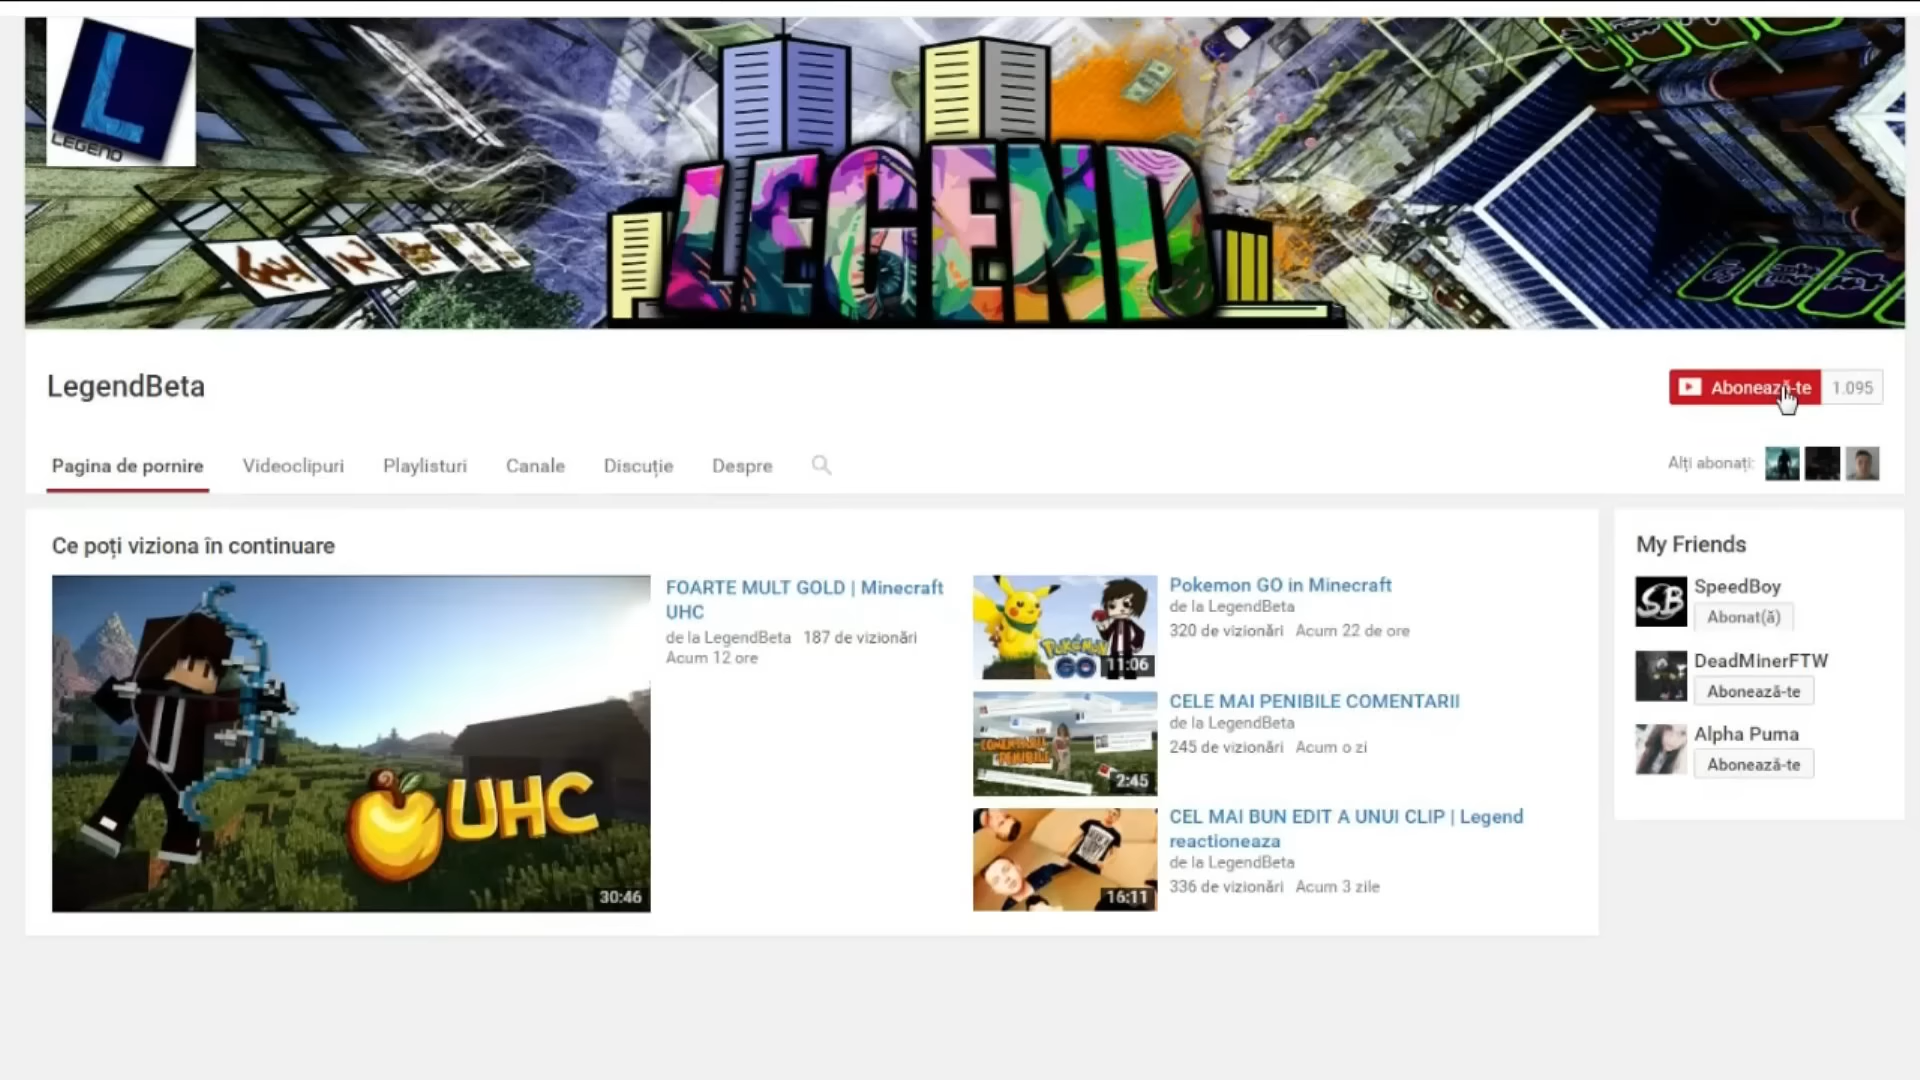 LEGEND
LEGEND
LegendBeta
Abonează-te 1.095
Pagina de pornire Videoclipuri Playlisturi Canale Discuție Despre
Alți abonați:
Ce poți viziona în continuare
FOARTE MULT GOLD | Minecraft
UHC
de la LegendBeta 187 de vizionări
Acum 12 ore
UHC
30:46
Pokemon GO in Minecraft
de la LegendBeta
320 de vizionări Acum 22 de ore
POKÉMON
GO
11:06
CELE MAI PENIBILE COMENTARII
de la LegendBeta
245 de vizionări Acum o zi
COMENTARII
PENIBILE
2:45
CEL MAI BUN EDIT A UNUI CLIP | Legend
reactioneaza
de la LegendBeta
336 de vizionări Acum 3 zile
16:11
My Friends
SB
SpeedBoy
Abonat(ă)
DeadMinerFTW
Abonează-te
Alpha Puma
Abonează-te